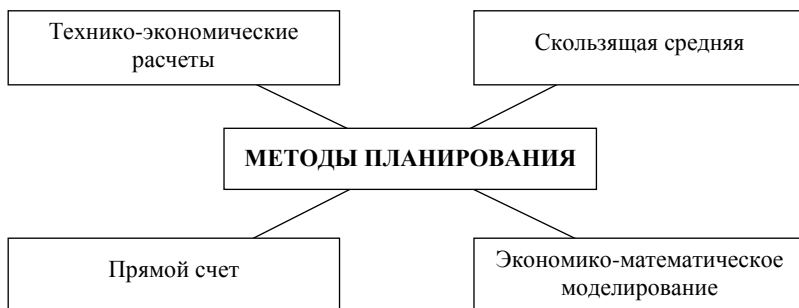 Технико-экономические
расчеты
Скользящая средняя
МЕТОДЫ ПЛАНИРОВАНИЯ
Прямой счет
Экономико-математическое
моделирование